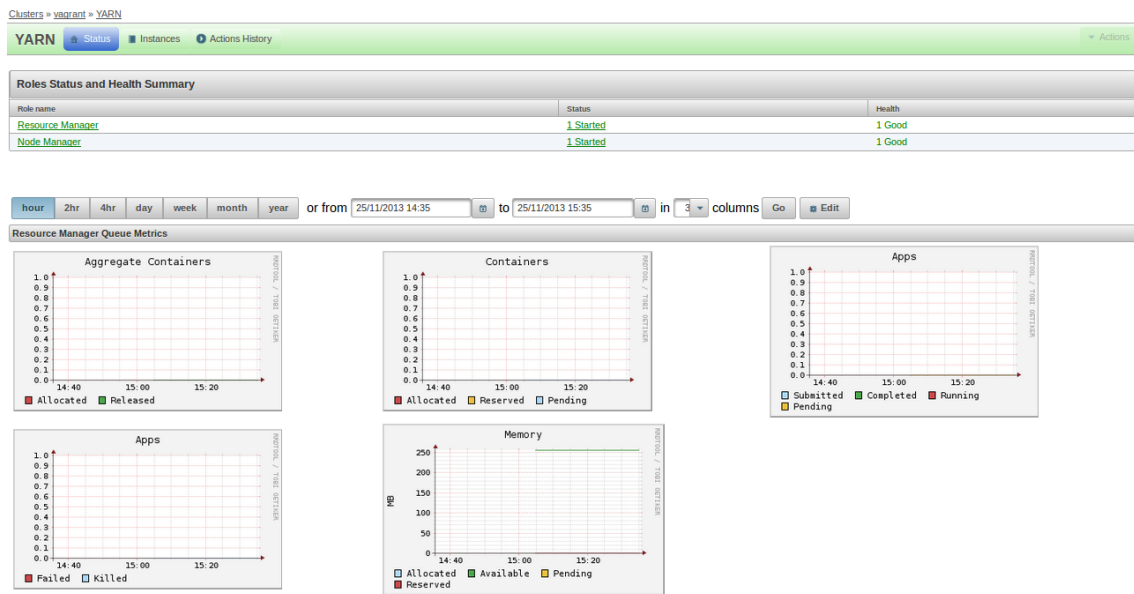 Clusters » vagrant » YARN
YARN Status Instances Actions History Actions
Roles Status and Health Summary
Role name Status Health
Resource Manager 1 Started 1 Good
Node Manager 1 Started 1 Good
hour 2hr 4hr day week month year or from 25/11/2013 14:35 to 25/11/2013 15:35 in 3 columns Go Edit
Resource Manager Queue Metrics
Aggregate Containers
1.0
0.9
0.8
0.7
0.6
0.5
0.4
0.3
0.2
0.1
0.0
14:40 15:00 15:20
Allocated Released
RRDTOOL / TOBI OETIKER
Containers
1.0
0.9
0.8
0.7
0.6
0.5
0.4
0.3
0.2
0.1
0.0
14:40 15:00 15:20
Allocated Reserved Pending
RRDTOOL / TOBI OETIKER
Apps
1.0
0.9
0.8
0.7
0.6
0.5
0.4
0.3
0.2
0.1
0.0
14:40 15:00 15:20
Submitted Completed Running
Pending
RRDTOOL / TOBI OETIKER
Apps
1.0
0.9
0.8
0.7
0.6
0.5
0.4
0.3
0.2
0.1
0.0
14:40 15:00 15:20
Failed Killed
RRDTOOL / TOBI OETIKER
Memory
MB
250
200
150
100
50
0
14:40 15:00 15:20
Allocated Available Pending
Reserved
RRDTOOL / TOBI OETIKER